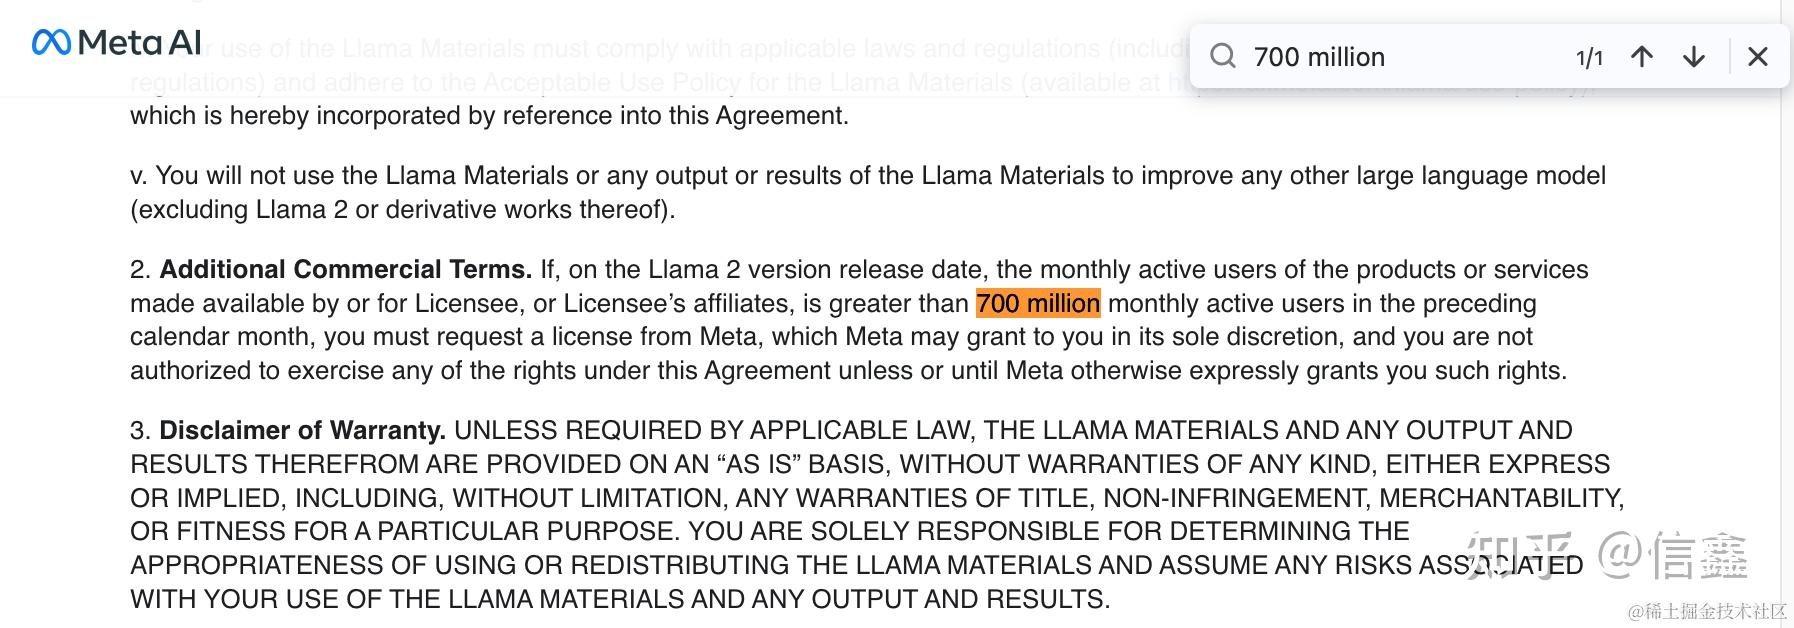 Meta AI
700 million
1/1
your use of the Llama Materials must comply with applicable laws and regulations
regulations) and adhere to the Acceptable Use Policy for the Llama Materials (available at
which is hereby incorporated by reference into this Agreement.
v. You will not use the Llama Materials or any output or results of the Llama Materials to improve any other large language model
(excluding Llama 2 or derivative works thereof).
2. Additional Commercial Terms. If, on the Llama 2 version release date, the monthly active users of the products or services
made available by or for Licensee, or Licensee’s affiliates, is greater than 700 million monthly active users in the preceding
calendar month, you must request a license from Meta, which Meta may grant to you in its sole discretion, and you are not
authorized to exercise any of the rights under this Agreement unless or until Meta otherwise expressly grants you such rights.
3. Disclaimer of Warranty. UNLESS REQUIRED BY APPLICABLE LAW, THE LLAMA MATERIALS AND ANY OUTPUT AND
RESULTS THEREFROM ARE PROVIDED ON AN “AS IS” BASIS, WITHOUT WARRANTIES OF ANY KIND, EITHER EXPRESS
OR IMPLIED, INCLUDING, WITHOUT LIMITATION, ANY WARRANTIES OF TITLE, NON-INFRINGEMENT, MERCHANTABILITY,
OR FITNESS FOR A PARTICULAR PURPOSE. YOU ARE SOLELY RESPONSIBLE FOR DETERMINING THE
APPROPRIATENESS OF USING OR REDISTRIBUTING THE LLAMA MATERIALS AND ASSUME ANY RISKS ASSOCIATED
WITH YOUR USE OF THE LLAMA MATERIALS AND ANY OUTPUT AND RESULTS.
知乎 @信鑫
@稀土掘金技术社区